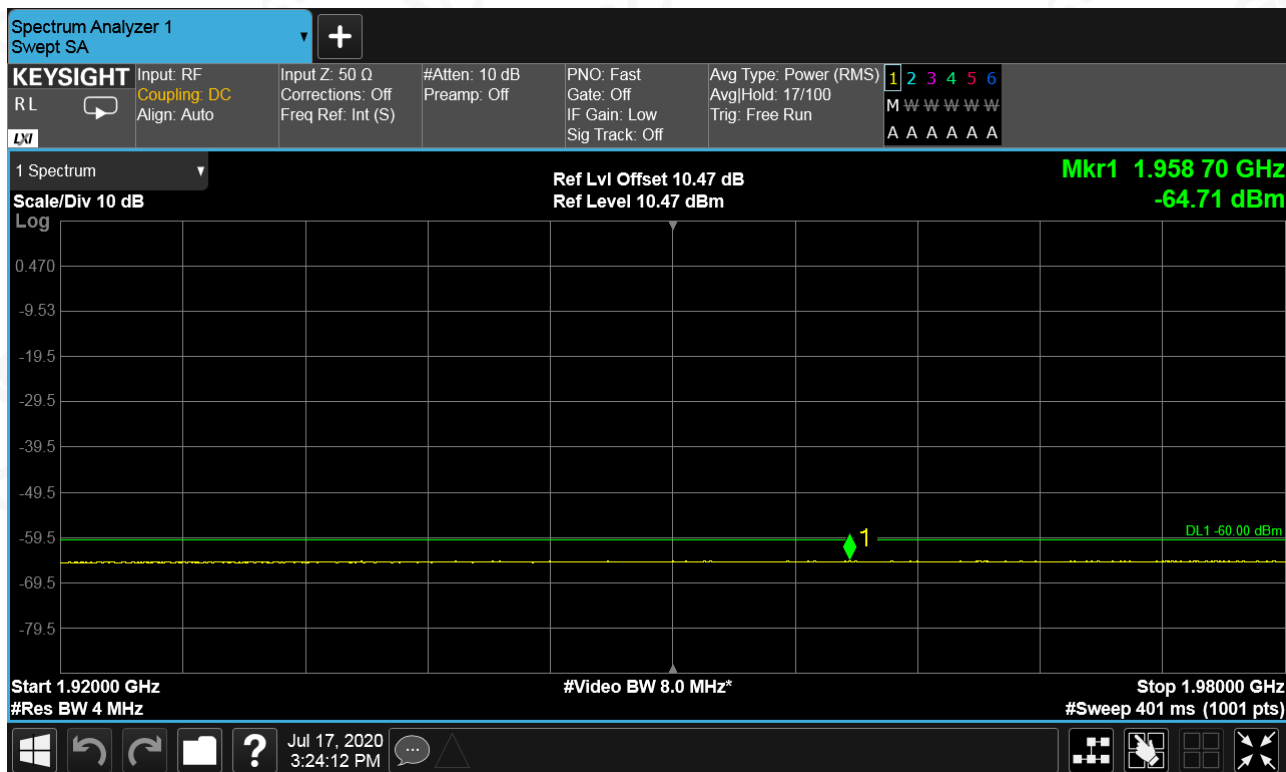 Spectrum Analyzer 1
Swept SA
+
KEYSIGHT
R L
LXI
Input: RF
Coupling: DC
Align: Auto
Input Z: 50 Ω
Corrections: Off
Freq Ref: Int (S)
#Atten: 10 dB
Preamp: Off
PNO: Fast
Gate: Off
IF Gain: Low
Sig Track: Off
Avg Type: Power (RMS)
Avg|Hold: 17/100
Trig: Free Run
1 2 3 4 5 6
M W W W W W
A A A A A A
1 Spectrum
Scale/Div 10 dB
Log
Ref Lvl Offset 10.47 dB
Ref Level 10.47 dBm
Mkr1 1.958 70 GHz
-64.71 dBm
0.470
-9.53
-19.5
-29.5
-39.5
-49.5
-59.5
-69.5
-79.5
1
DL1 -60.00 dBm
Start 1.92000 GHz
#Res BW 4 MHz
#Video BW 8.0 MHz*
Stop 1.98000 GHz
#Sweep 401 ms (1001 pts)
?
Jul 17, 2020
3:24:12 PM